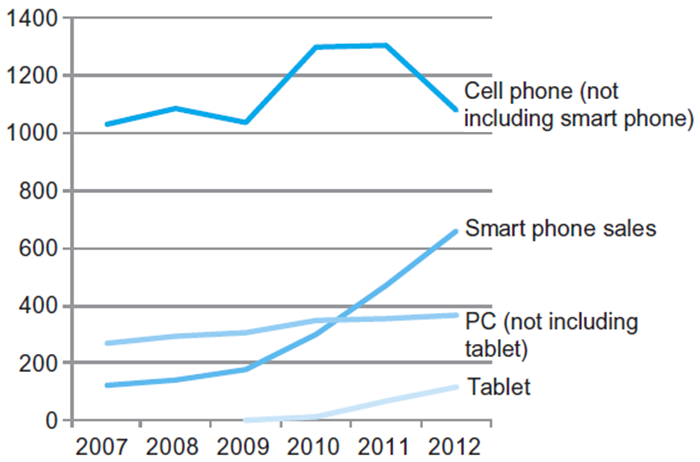 1400
1200
1000
800
600
400
200
0
Cell phone (not
including smart phone)
Smart phone sales
PC (not including
tablet)
Tablet
2007 2008 2009 2010 2011 2012